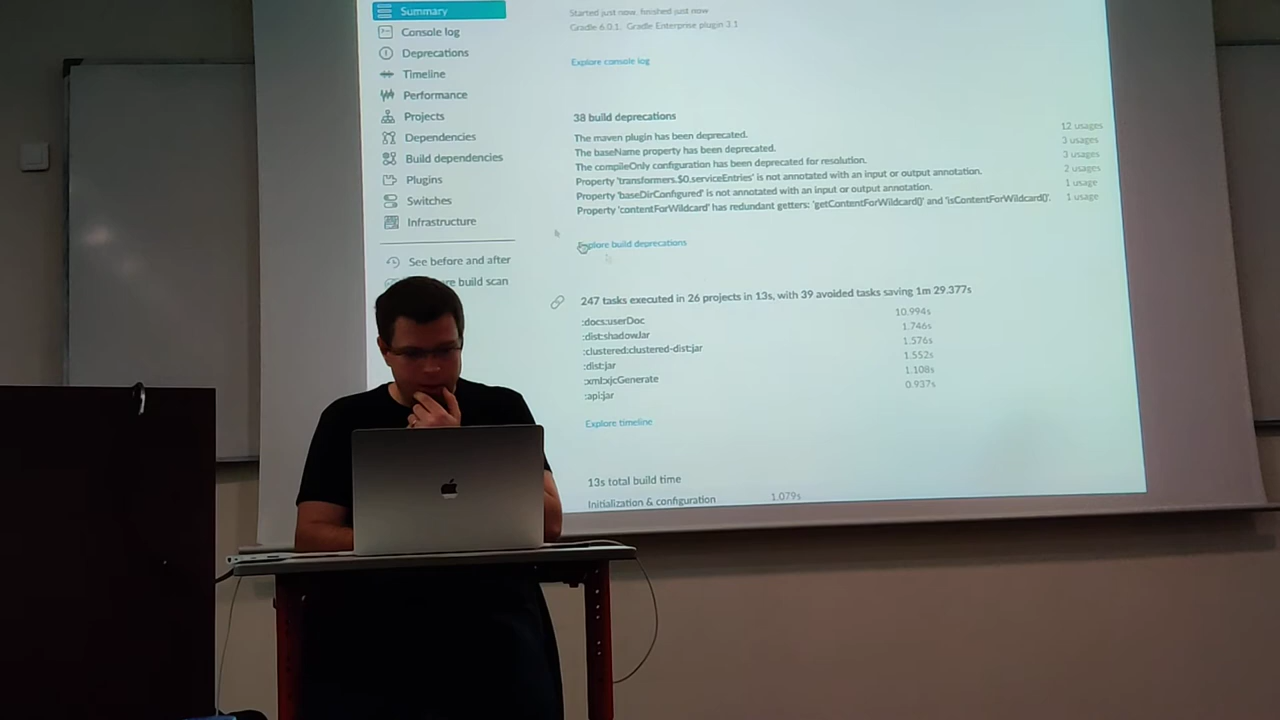 Summary
Console log
Deprecations
Timeline
Performance
Projects
Dependencies
Build dependencies
Plugins
Switches
Infrastructure
See before and after
build scan
Started just now, finished just now
Gradle 6.0.1, Gradle Enterprise plugin 3.1
Explore console log
38 build deprecations
The maven plugin has been deprecated. 12 usages
The baseName property has been deprecated. 3 usages
The compileOnly configuration has been deprecated for resolution. 3 usages
Property 'transformers.$0.serviceEntries' is not annotated with an input or output annotation. 2 usages
Property 'baseDirConfigured' is not annotated with an input or output annotation. 1 usage
Property 'contentForWildcard' has redundant getters: 'getContentForWildcard()' and 'isContentForWildcard()'. 1 usage
Explore build deprecations
247 tasks executed in 26 projects in 13s, with 39 avoided tasks saving 1m 29.377s
:docs:userDoc 10.994s
:dist:shadowJar 1.746s
:clustered:clustered-dist:jar 1.576s
:dist:jar 1.552s
:xml:xjcGenerate 1.108s
:api:jar 0.937s
Explore timeline
13s total build time
Initialization & configuration 1.079s